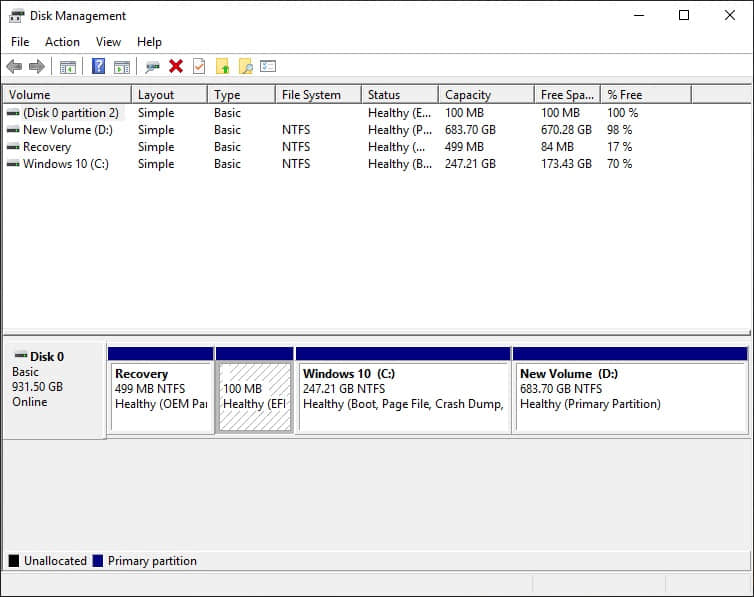 Disk Management
File Action View Help
Volume Layout Type File System Status Capacity Free Spa... % Free
(Disk 0 partition 2) Simple Basic Healthy (E... 100 MB 100 MB 100 %
New Volume (D:) Simple Basic NTFS Healthy (P... 683.70 GB 670.28 GB 98 %
Recovery Simple Basic NTFS Healthy (... 499 MB 84 MB 17 %
Windows 10 (C:) Simple Basic NTFS Healthy (B... 247.21 GB 173.43 GB 70 %
Disk 0
Basic
931.50 GB
Online
Recovery
499 MB NTFS
Healthy (OEM Pa
100 MB
Healthy (EFI
Windows 10 (C:)
247.21 GB NTFS
Healthy (Boot, Page File, Crash Dump,
New Volume (D:)
683.70 GB NTFS
Healthy (Primary Partition)
Unallocated Primary partition